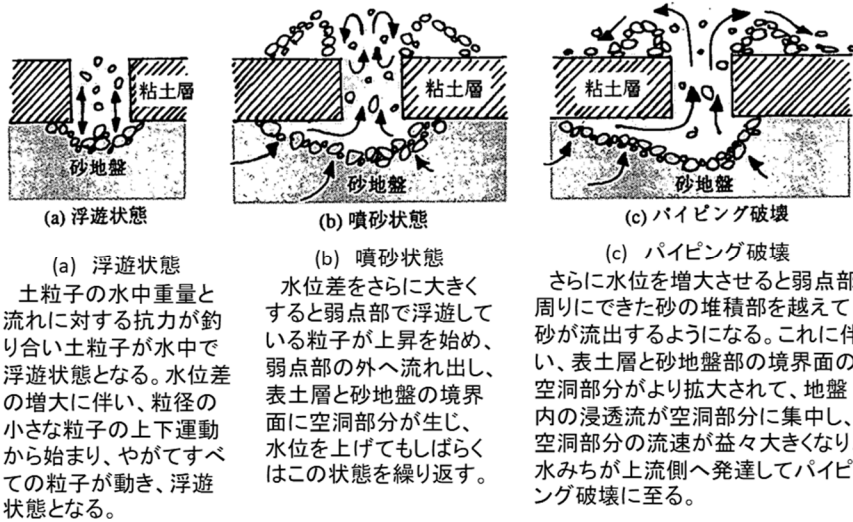 粘土層
砂地盤
(a) 浮遊状態
粘土層
砂地盤
(b) 噴砂状態
粘土層
砂地盤
(c) パイピング破壊
(a) 浮遊状態
土粒子の水中重量と
流れに対する抗力が釣
り合い土粒子が水中で
浮遊状態となる。水位差
の増大に伴い、粒径の
小さな粒子の上下運動
から始まり、やがてすべ
ての粒子が動き、浮遊
状態となる。
(b) 噴砂状態
水位差をさらに大きく
すると弱点部で浮遊して
いる粒子が上昇を始め、
弱点部の外へ流れ出し、
表土層と砂地盤の境界
面に空洞部分が生じ、
水位を上げてもしばらく
はこの状態を繰り返す。
(c) パイピング破壊
さらに水位を増大させると弱点部
周りにできた砂の堆積部を越えて
砂が流出するようになる。これに伴
い、表土層と砂地盤部の境界面の
空洞部分がより拡大されて、地盤
内の浸透流が空洞部分に集中し、
空洞部分の流速が益々大きくなり
水みちが上流側へ発達してパイピ
ング破壊に至る。